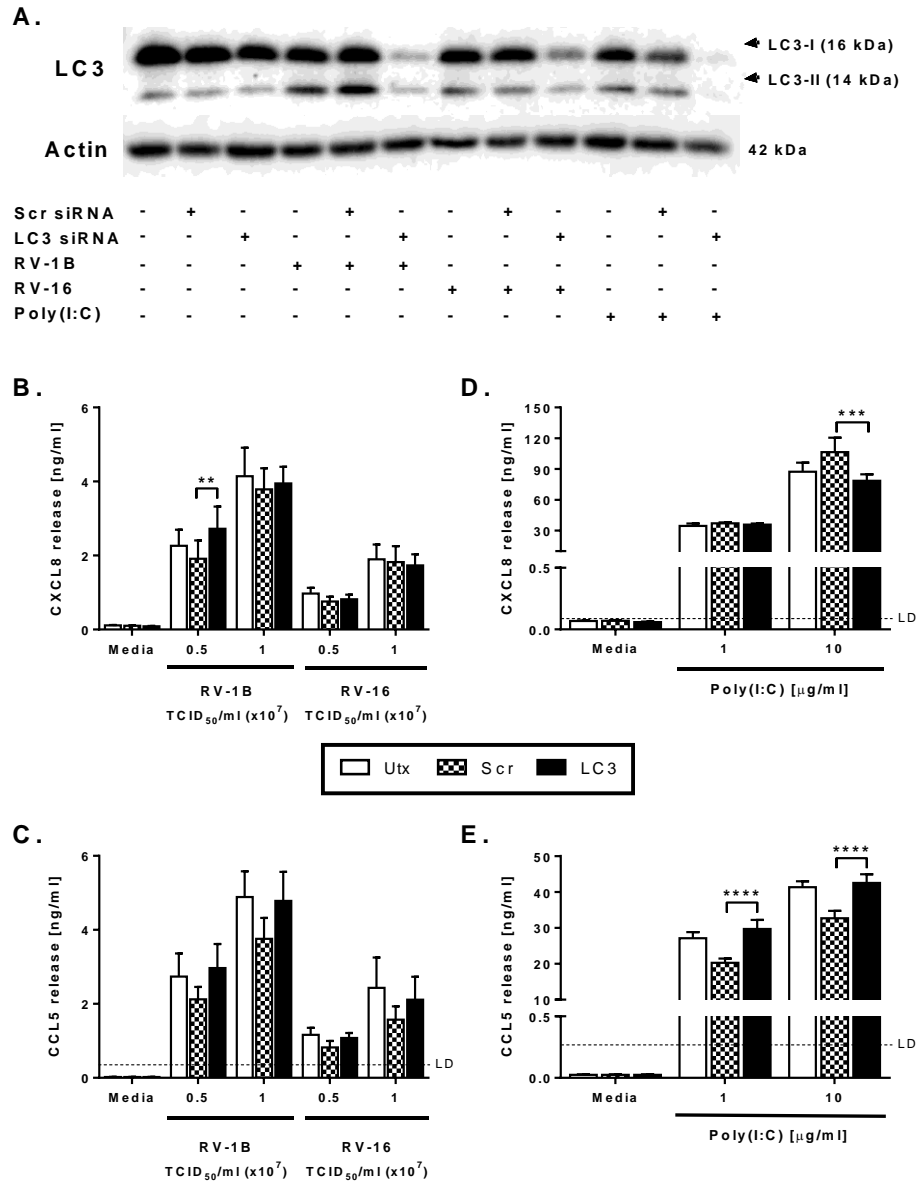 A.
LC3
LC3-I (16 kDa)
LC3-II (14 kDa)
Actin
42 kDa
Scr siRNA - + - - + - - + - - + -
LC3 siRNA - - + - - + - - + - - +
RV-1B - - - + + + - - - - - -
RV-16 - - - - - - + + + - - -
Poly(I:C) - - - - - - - - - + + +
B.
CXCL8 release [ng/ml]
6
4
2
0
**
Media 0.5 1 0.5 1
RV-1B RV-16
TCID50/ml (x10^7) TCID50/ml (x10^7)
D.
CXCL8 release [ng/ml]
150
120
90
60
30
0.5
0.0
***
LD
Media 1 10
Poly(I:C) [µg/ml]
Utx Scr LC3
C.
CCL5 release [ng/ml]
6
4
2
0
LD
Media 0.5 1 0.5 1
RV-1B RV-16
TCID50/ml (x10^7) TCID50/ml (x10^7)
E.
CCL5 release [ng/ml]
50
40
30
20
10
0.5
0.0
****
****
LD
Media 1 10
Poly(I:C) [µg/ml]